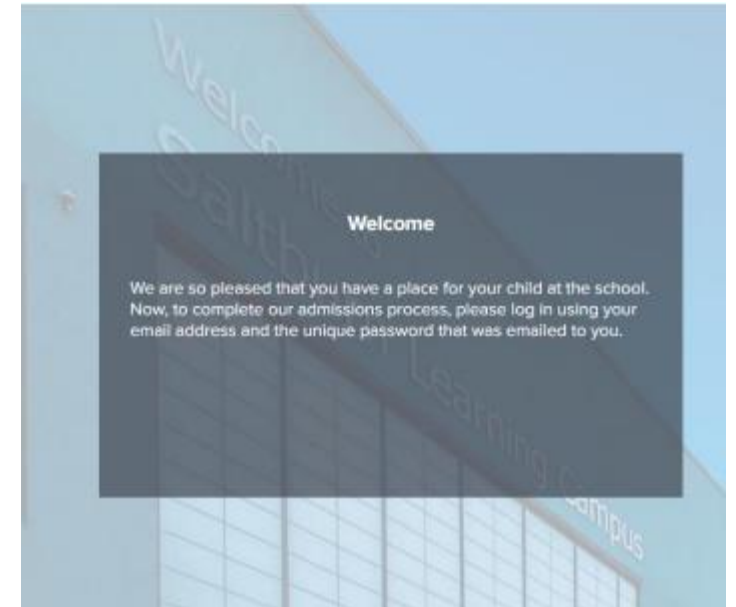 Welcome to
Saltburn Learning Campus
Welcome
We are so pleased that you have a place for your child at the school.
Now, to complete our admissions process, please log in using your
email address and the unique password that was emailed to you.